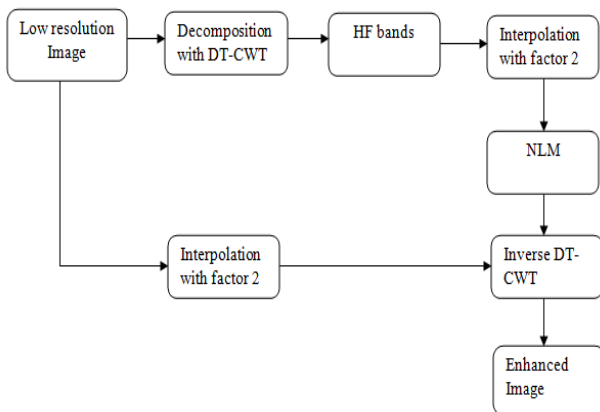 Low resolution
Image
Decomposition
with DT-CWT
HF bands
Interpolation
with factor 2
NLM
Interpolation
with factor 2
Inverse DT-
CWT
Enhanced
Image